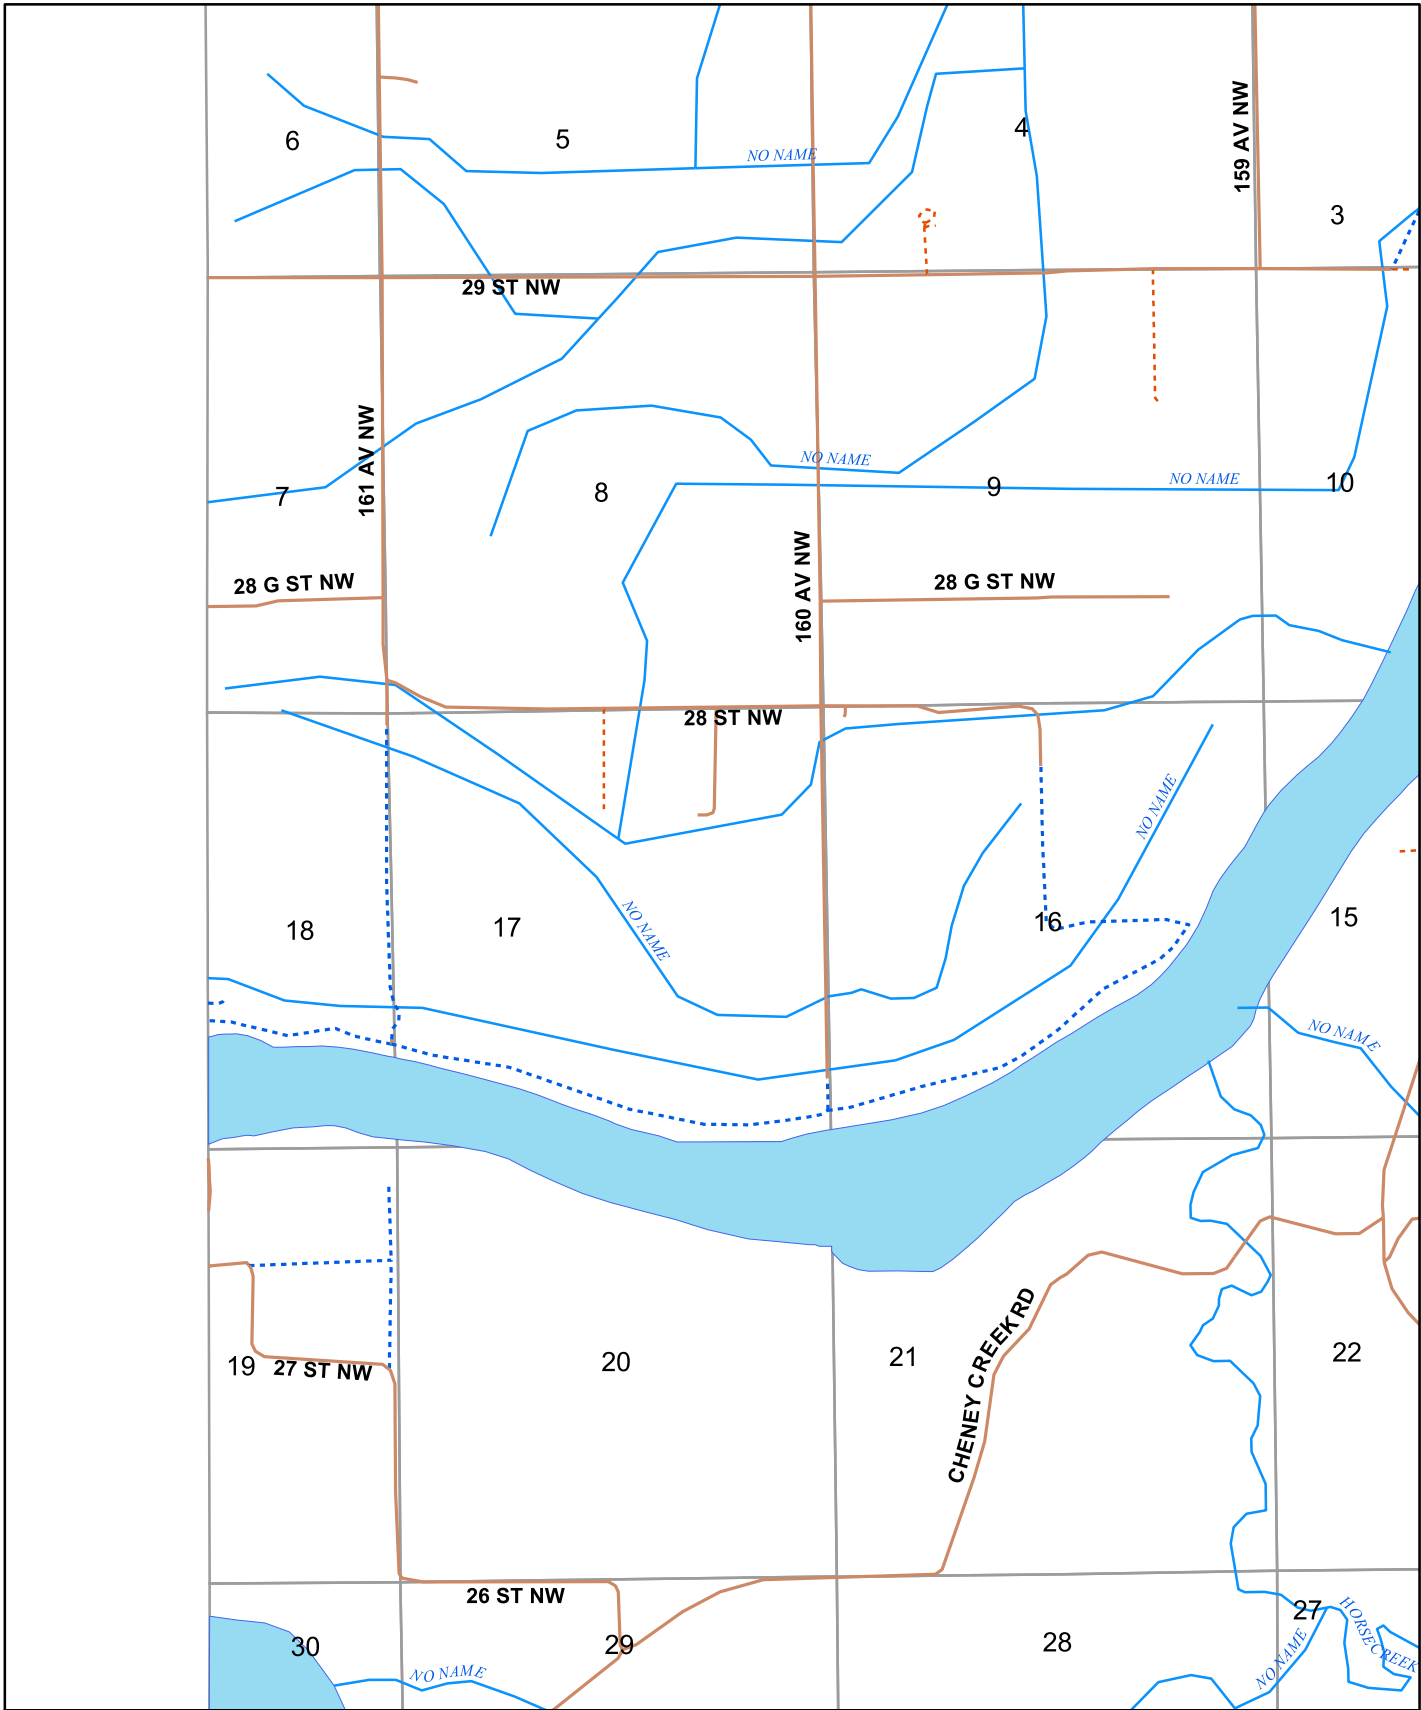 159 AV NW
4
6
5
NO NAME
3
29 ST NW
161 AV NW
NO NAME
NO NAME
7
8
9
10
160 AV NW
28 G ST NW
28 G ST NW
28 ST NW
NO NAME
NO NAME
18
17
16
15
NO NAME
CHENEY CREEK RD
19
27 ST NW
20
21
22
26 ST NW
HORSE CREEK
27
30
29
28
NO NAME
NO NAME